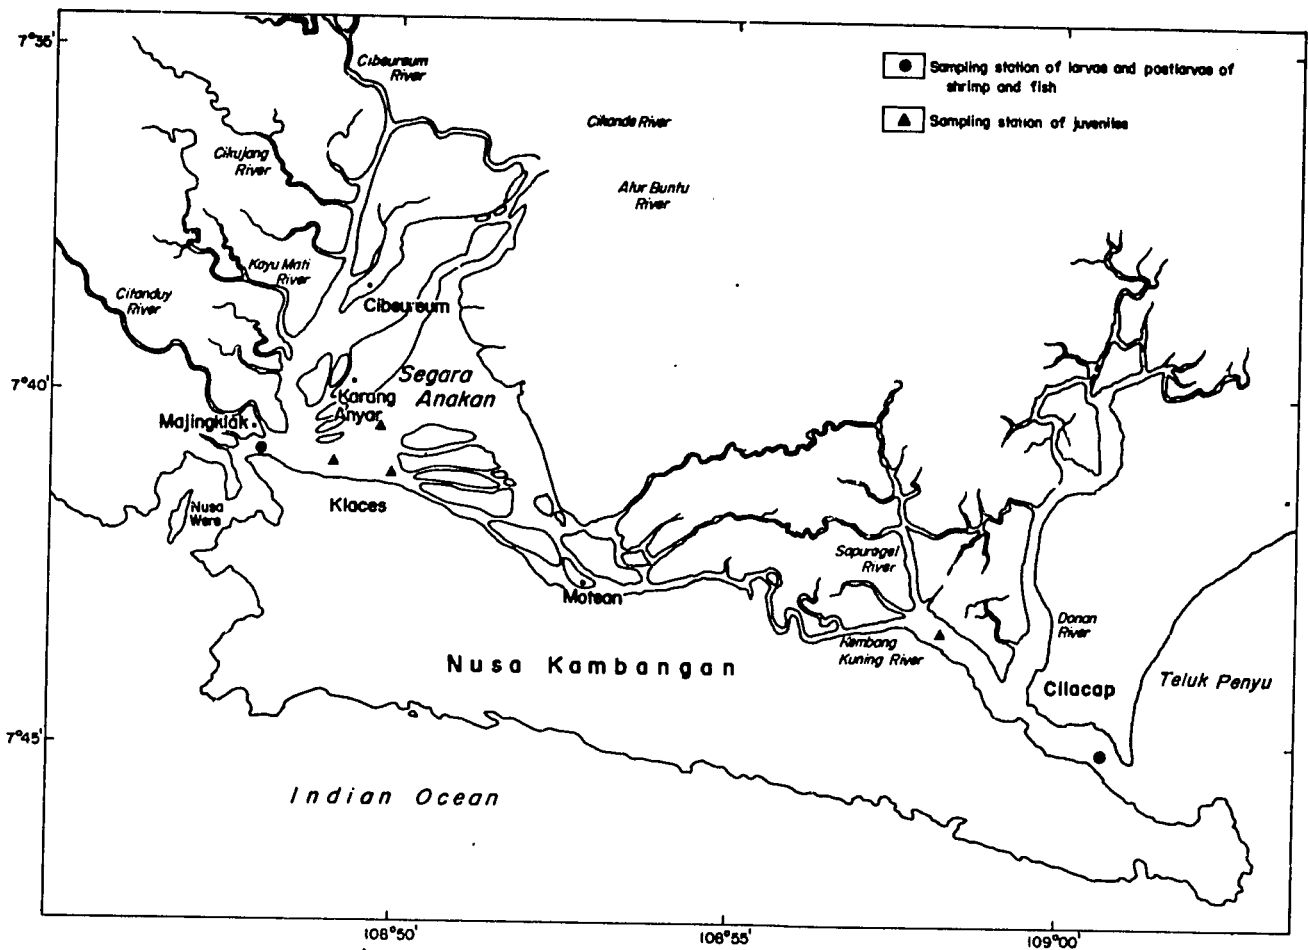 7°35'
Cibeureum
River
Sampling station of larvae and postlarvae of
shrimp and fish
Cikande River
Sampling station of juveniles
Cikujang
River
Alur Buntu
River
Kayu Mati
River
Citanduy
River
Cibeureum
7°40'
Segara
Anakan
Karang
Anyar
Majingklak
Klaces
Nusa
Were
Sapuragel
River
Motean
Donan
River
Kembang
Kuning River
Nusa Kambangan
Cilacap
Teluk Penyu
7°45'
Indian Ocean
108°50'
108°55'
109°00'